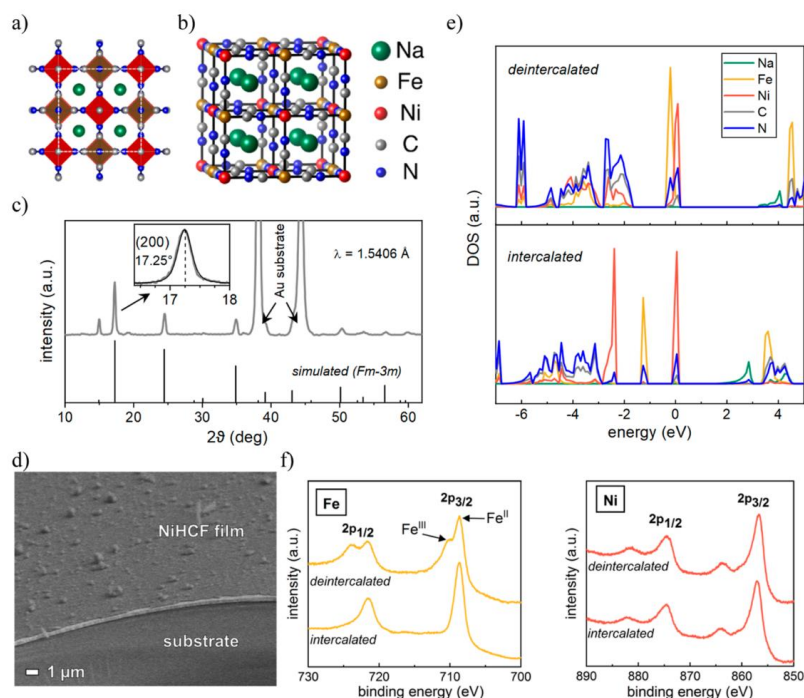 a)
b)
Na
Fe
Ni
C
N
c)
(200)
17.25°
17 18
λ = 1.5406 Å
Au substrate
intensity (a.u.)
simulated (Fm-3m)
10 20 30 40 50 60
2ϑ (deg)
d)
NiHCF film
substrate
1 µm
e)
deintercalated
Na
Fe
Ni
C
N
DOS (a.u.)
intercalated
-6 -4 -2 0 2 4
energy (eV)
f)
Fe
2p1/2
2p3/2
FeIII
FeII
deintercalated
intercalated
intensity (a.u.)
730 720 710 700
binding energy (eV)
Ni
2p1/2
2p3/2
deintercalated
intercalated
intensity (a.u.)
890 880 870 860 850
binding energy (eV)